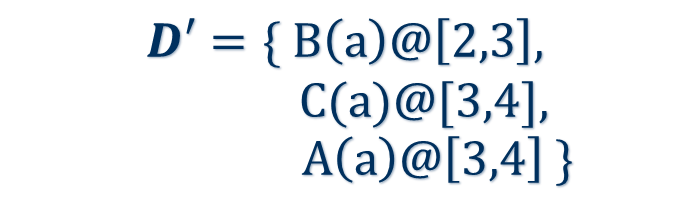 D′ = { B(a)@[2,3],
C(a)@[3,4],
A(a)@[3,4] }